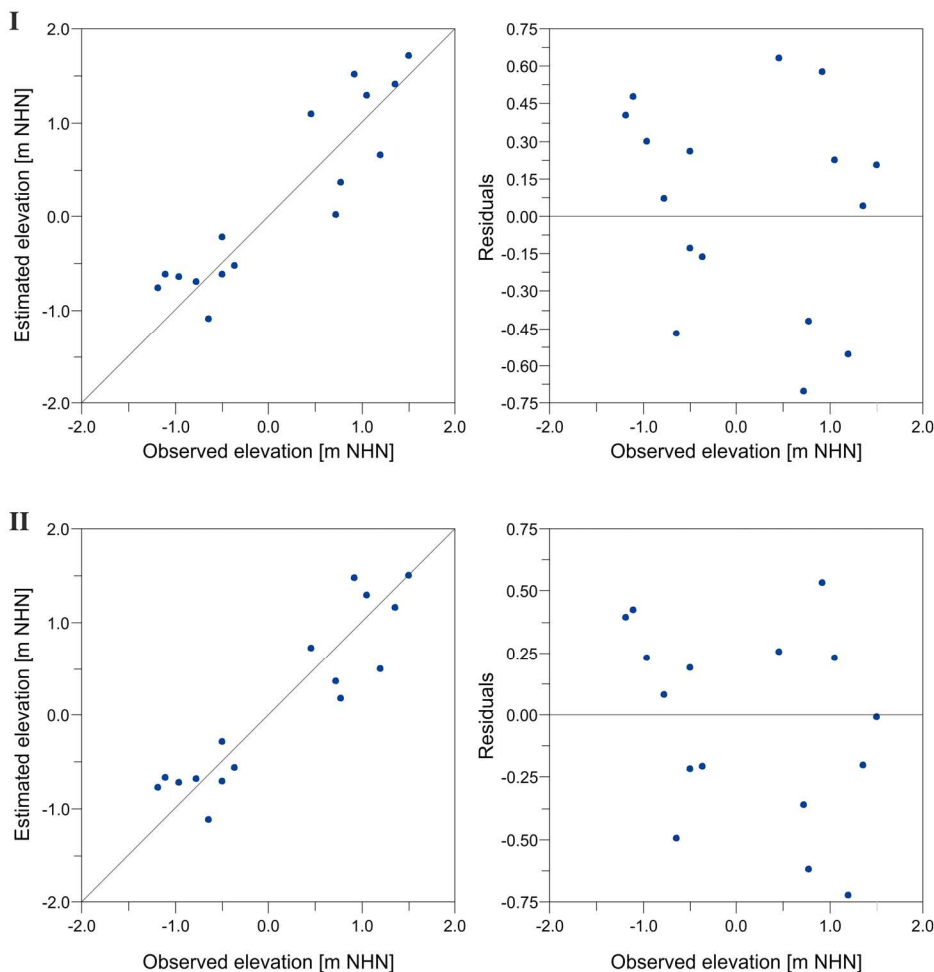 I
Estimated elevation [m NHN]
2.0
1.0
0.0
-1.0
-2.0
-2.0 -1.0 0.0 1.0 2.0
Observed elevation [m NHN]
Residuals
0.75
0.60
0.45
0.30
0.15
0.00
-0.15
-0.30
-0.45
-0.60
-0.75
-2.0 -1.0 0.0 1.0 2.0
Observed elevation [m NHN]
II
Estimated elevation [m NHN]
2.0
1.0
0.0
-1.0
-2.0
-2.0 -1.0 0.0 1.0 2.0
Observed elevation [m NHN]
Residuals
0.75
0.50
0.25
0.00
-0.25
-0.50
-0.75
-2.0 -1.0 0.0 1.0 2.0
Observed elevation [m NHN]